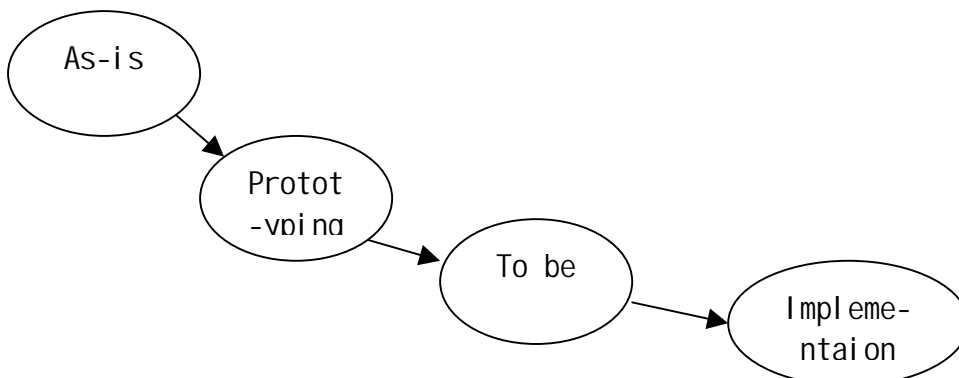 As-is
Protot
-yping
To be
Impleme-
ntaion